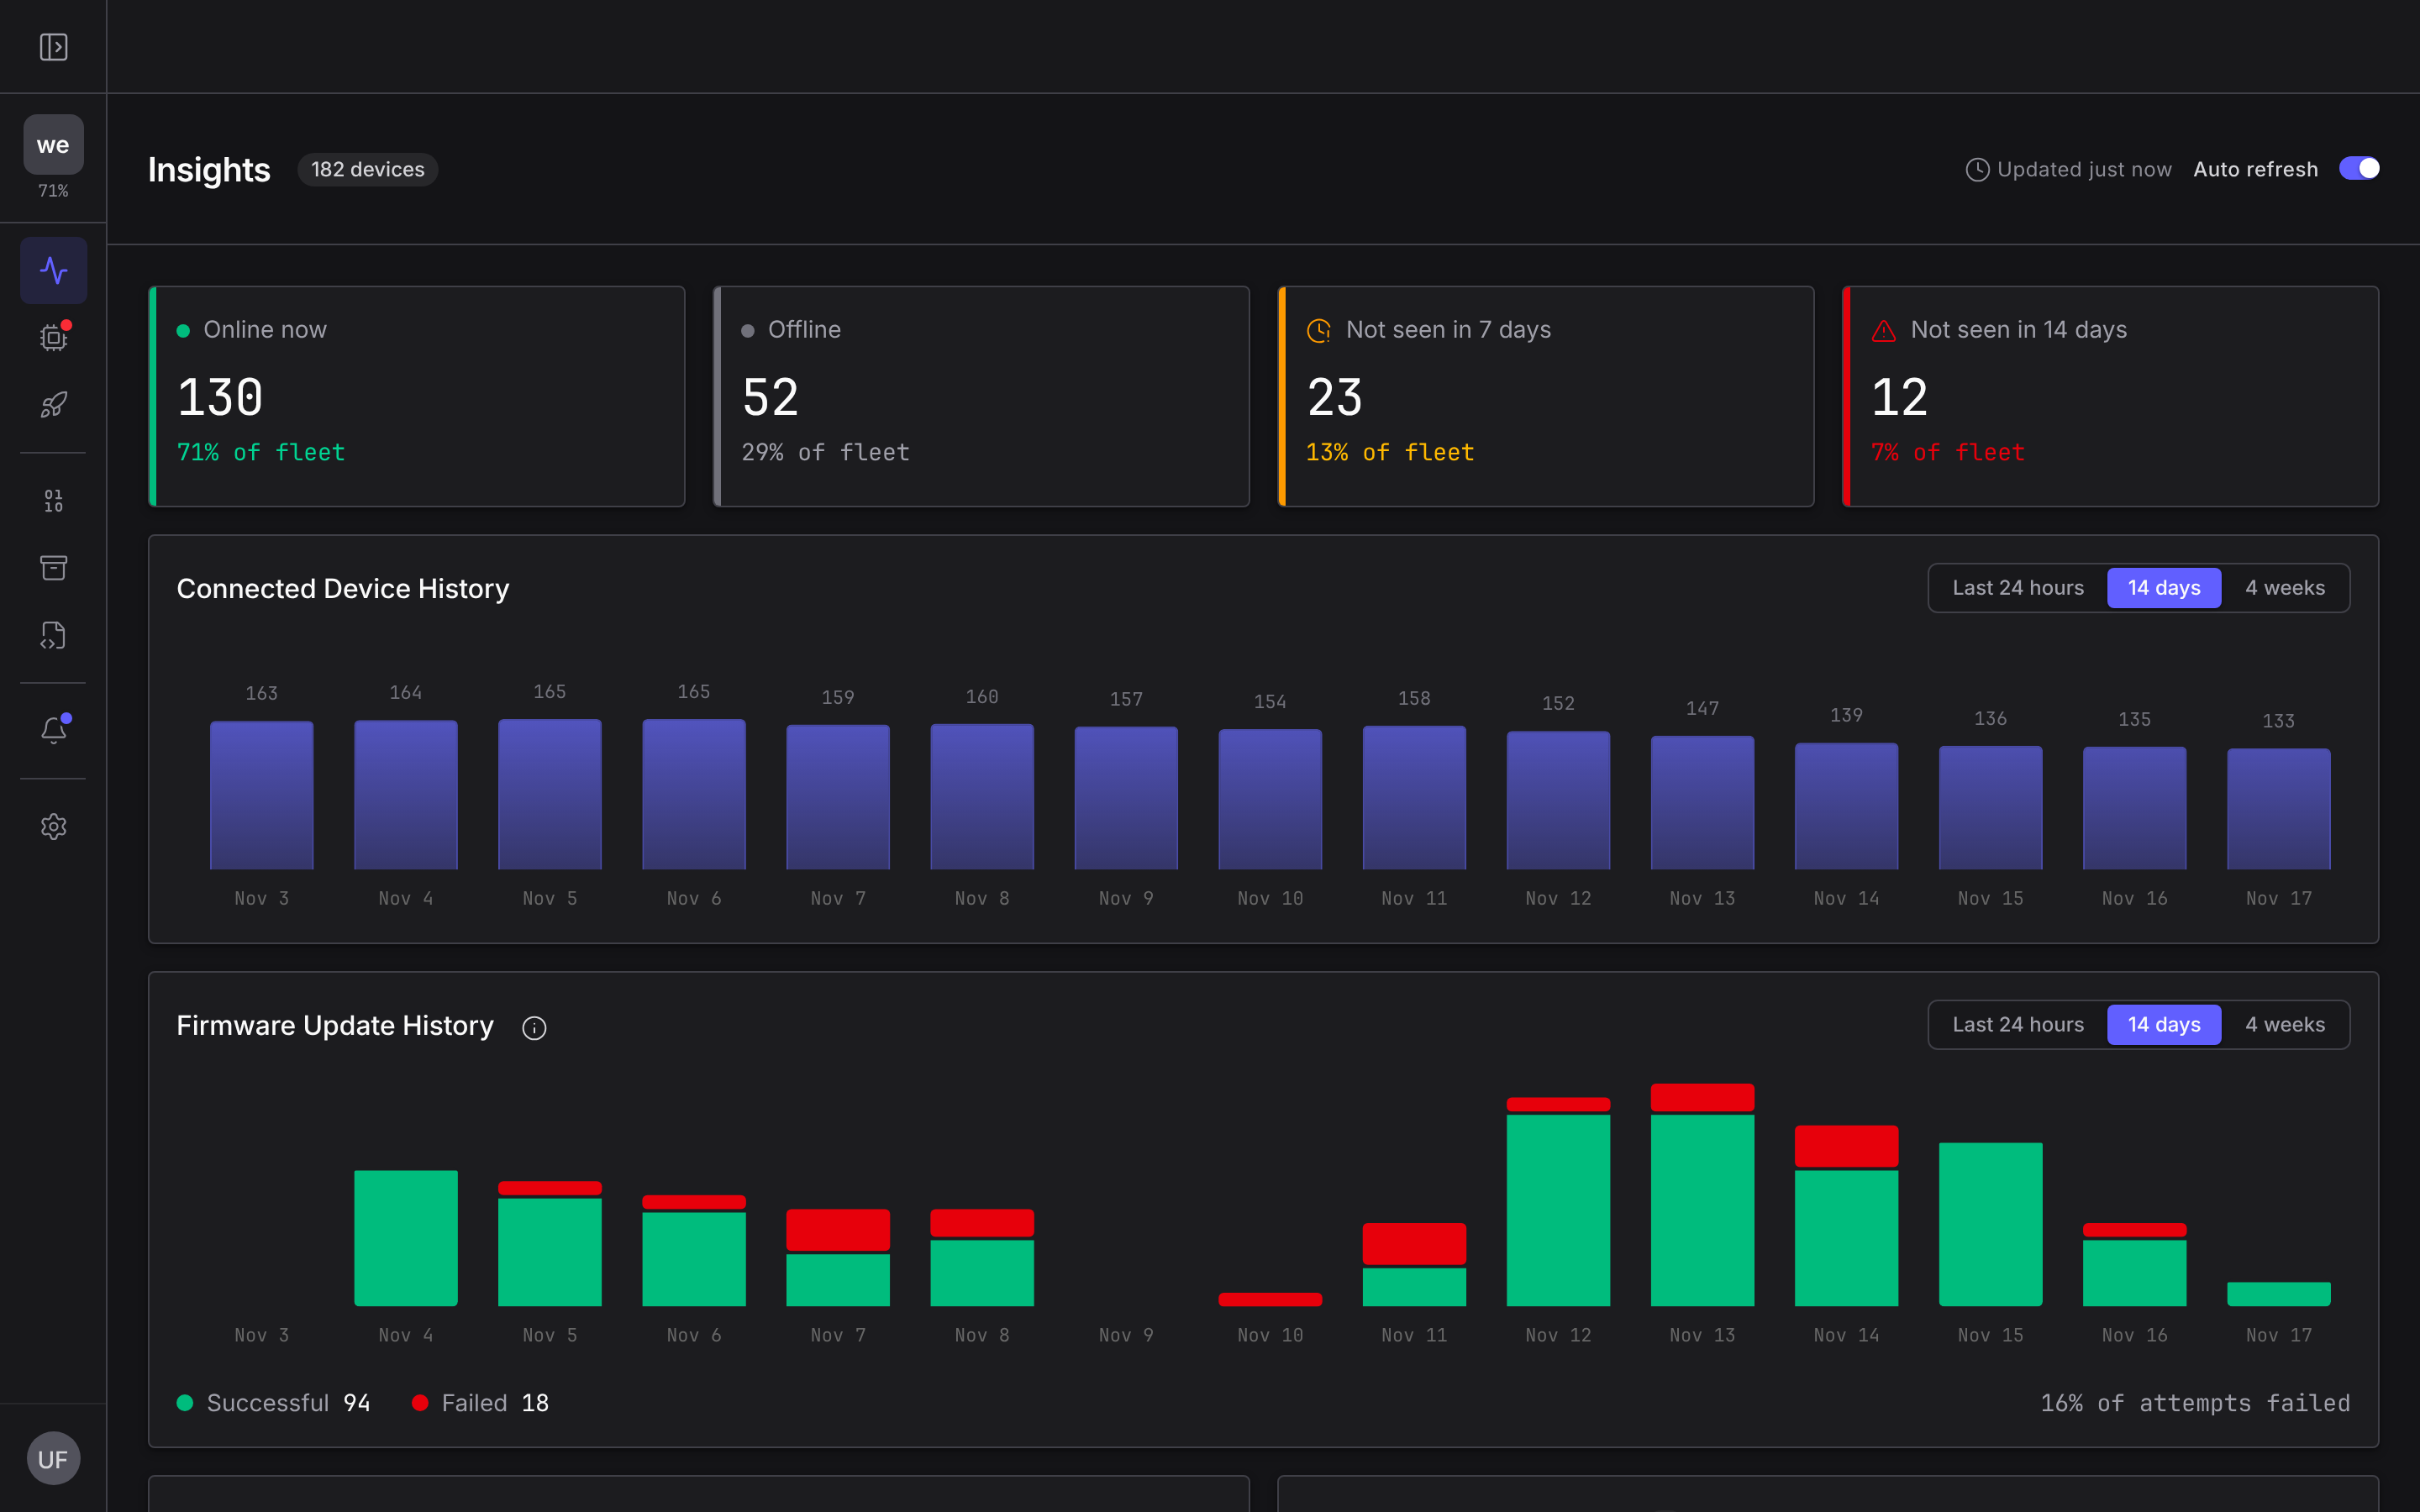 we
71%
Insights
182 devices
Updated just now
Auto refresh
Online now
130
71% of fleet
Offline
52
29% of fleet
Not seen in 7 days
23
13% of fleet
Not seen in 14 days
12
7% of fleet
Connected Device History
Last 24 hours 14 days 4 weeks
163 164 165 165 159 160 157 154 158 152 147 139 136 135 133
Nov 3 Nov 4 Nov 5 Nov 6 Nov 7 Nov 8 Nov 9 Nov 10 Nov 11 Nov 12 Nov 13 Nov 14 Nov 15 Nov 16 Nov 17
Firmware Update History
Last 24 hours 14 days 4 weeks
Nov 3 Nov 4 Nov 5 Nov 6 Nov 7 Nov 8 Nov 9 Nov 10 Nov 11 Nov 12 Nov 13 Nov 14 Nov 15 Nov 16 Nov 17
Successful 94 Failed 18
16% of attempts failed
01
10
UF